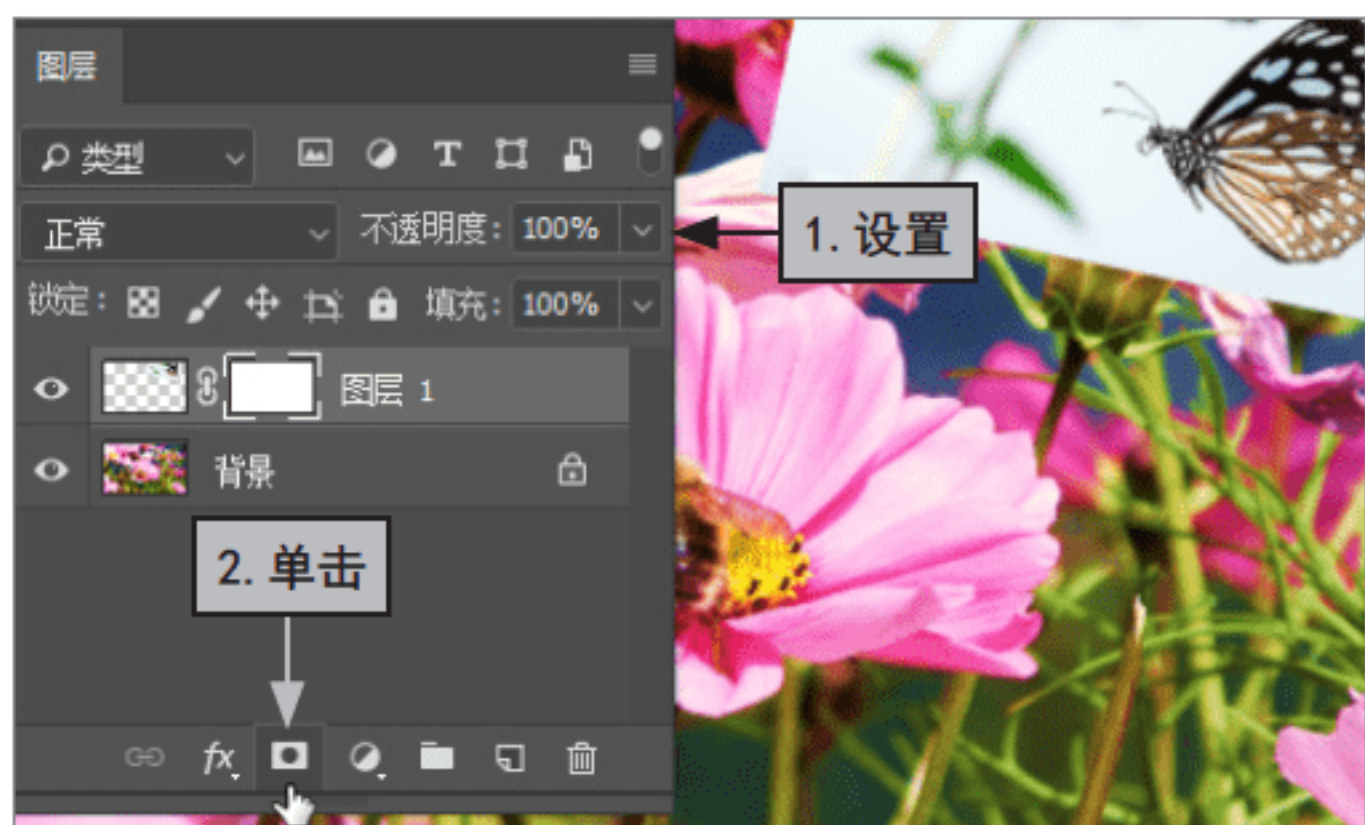 图层
类型
正常 不透明度: 100%
1. 设置
锁定: 填充: 100%
图层 1
背景
2. 单击
fx